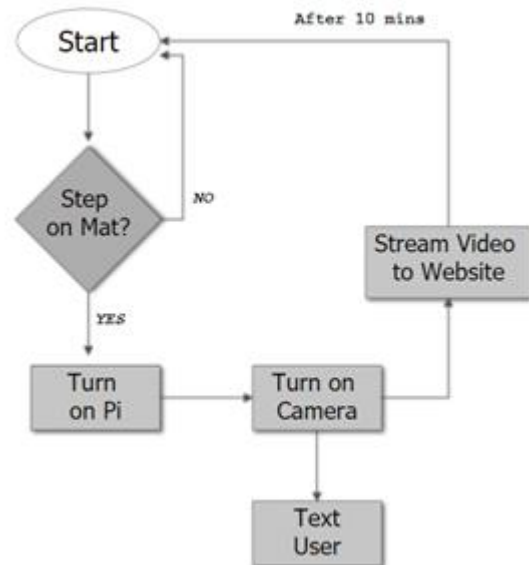 After 10 mins
Start
Step
on Mat?
NO
Stream Video
to Website
YES
Turn
on Pi
Turn on
Camera
Text
User